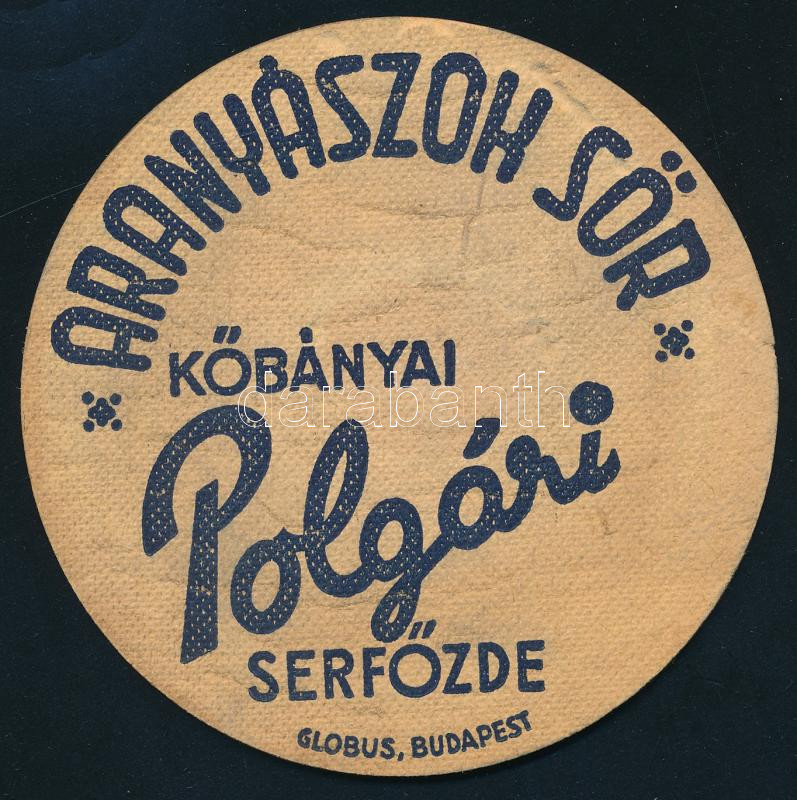 ARANYÁSZOK SÖR
KŐBÁNYAI
darabanth
Polgári
SERFŐZDE
GLOBUS, BUDAPEST